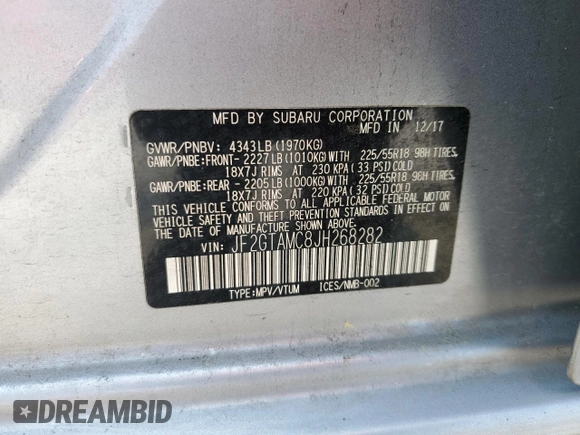 MFD BY SUBARU CORPORATION
MFD IN 12/17
GVWR/PNBV: 4343LB (1970KG)
GAWR/PNBE:FRONT- 2227LB (1010KG)WITH 225/55R18 98H TIRES,
18X7J RIMS AT 230 KPA (33 PSI)COLD
GAWR/PNBE:REAR - 2205LB (1000KG)WITH 225/55R18 98H TIRES,
18X7J RIMS AT 220 KPA (32 PSI)COLD
THIS VEHICLE CONFORMS TO ALL APPLICABLE FEDERAL MOTOR
VEHICLE SAFETY AND THEFT PREVENTION STANDARDS IN EFFECT ON
THE DATE OF MANUFACTURE SHOWN ABOVE.
VIN: JF2GTAMC8JH268282
TYPE:MPV/VTUM ICES/NMB-002
DREAMBID